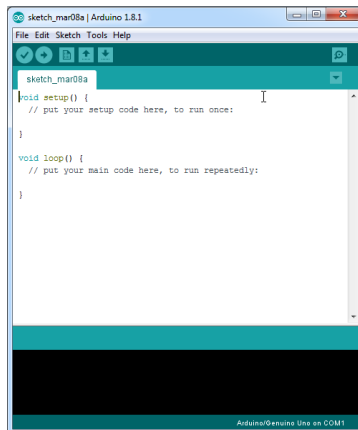 sketch_mar08a | Arduino 1.8.1
File Edit Sketch Tools Help
sketch_mar08a
void setup() {
  // put your setup code here, to run once:
}
void loop() {
  // put your main code here, to run repeatedly:
}
Arduino/Genuino Uno on COM1